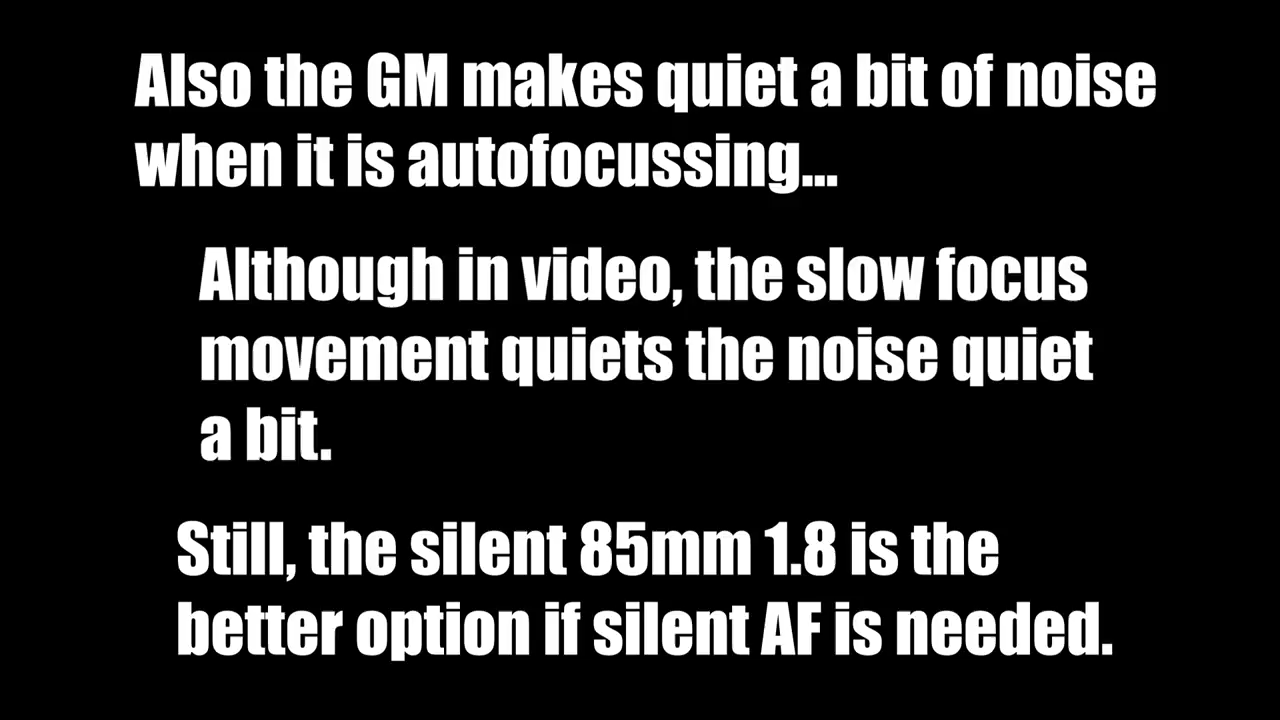 Also the GM makes quiet a bit of noise
when it is autofocussing...
Although in video, the slow focus
movement quiets the noise quiet
a bit.
Still, the silent 85mm 1.8 is the
better option if silent AF is needed.